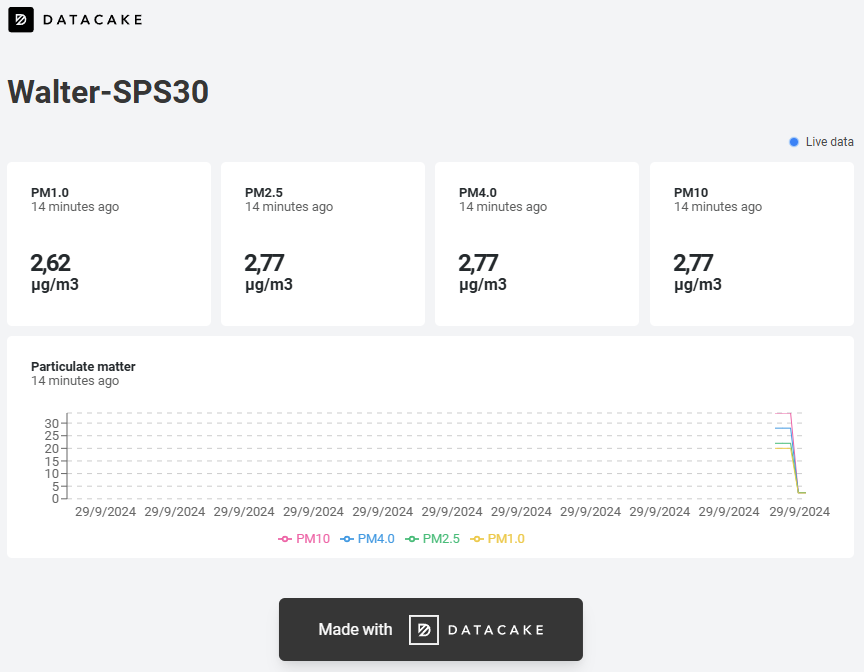 DATACAKE
Walter-SPS30
Live data
PM1.0
14 minutes ago
2,62
µg/m3
PM2.5
14 minutes ago
2,77
µg/m3
PM4.0
14 minutes ago
2,77
µg/m3
PM10
14 minutes ago
2,77
µg/m3
Particulate matter
14 minutes ago
30
25
20
15
10
5
0
29/9/2024 29/9/2024 29/9/2024 29/9/2024 29/9/2024 29/9/2024 29/9/2024 29/9/2024 29/9/2024 29/9/2024 29/9/2024
PM10 PM4.0 PM2.5 PM1.0
Made with DATACAKE